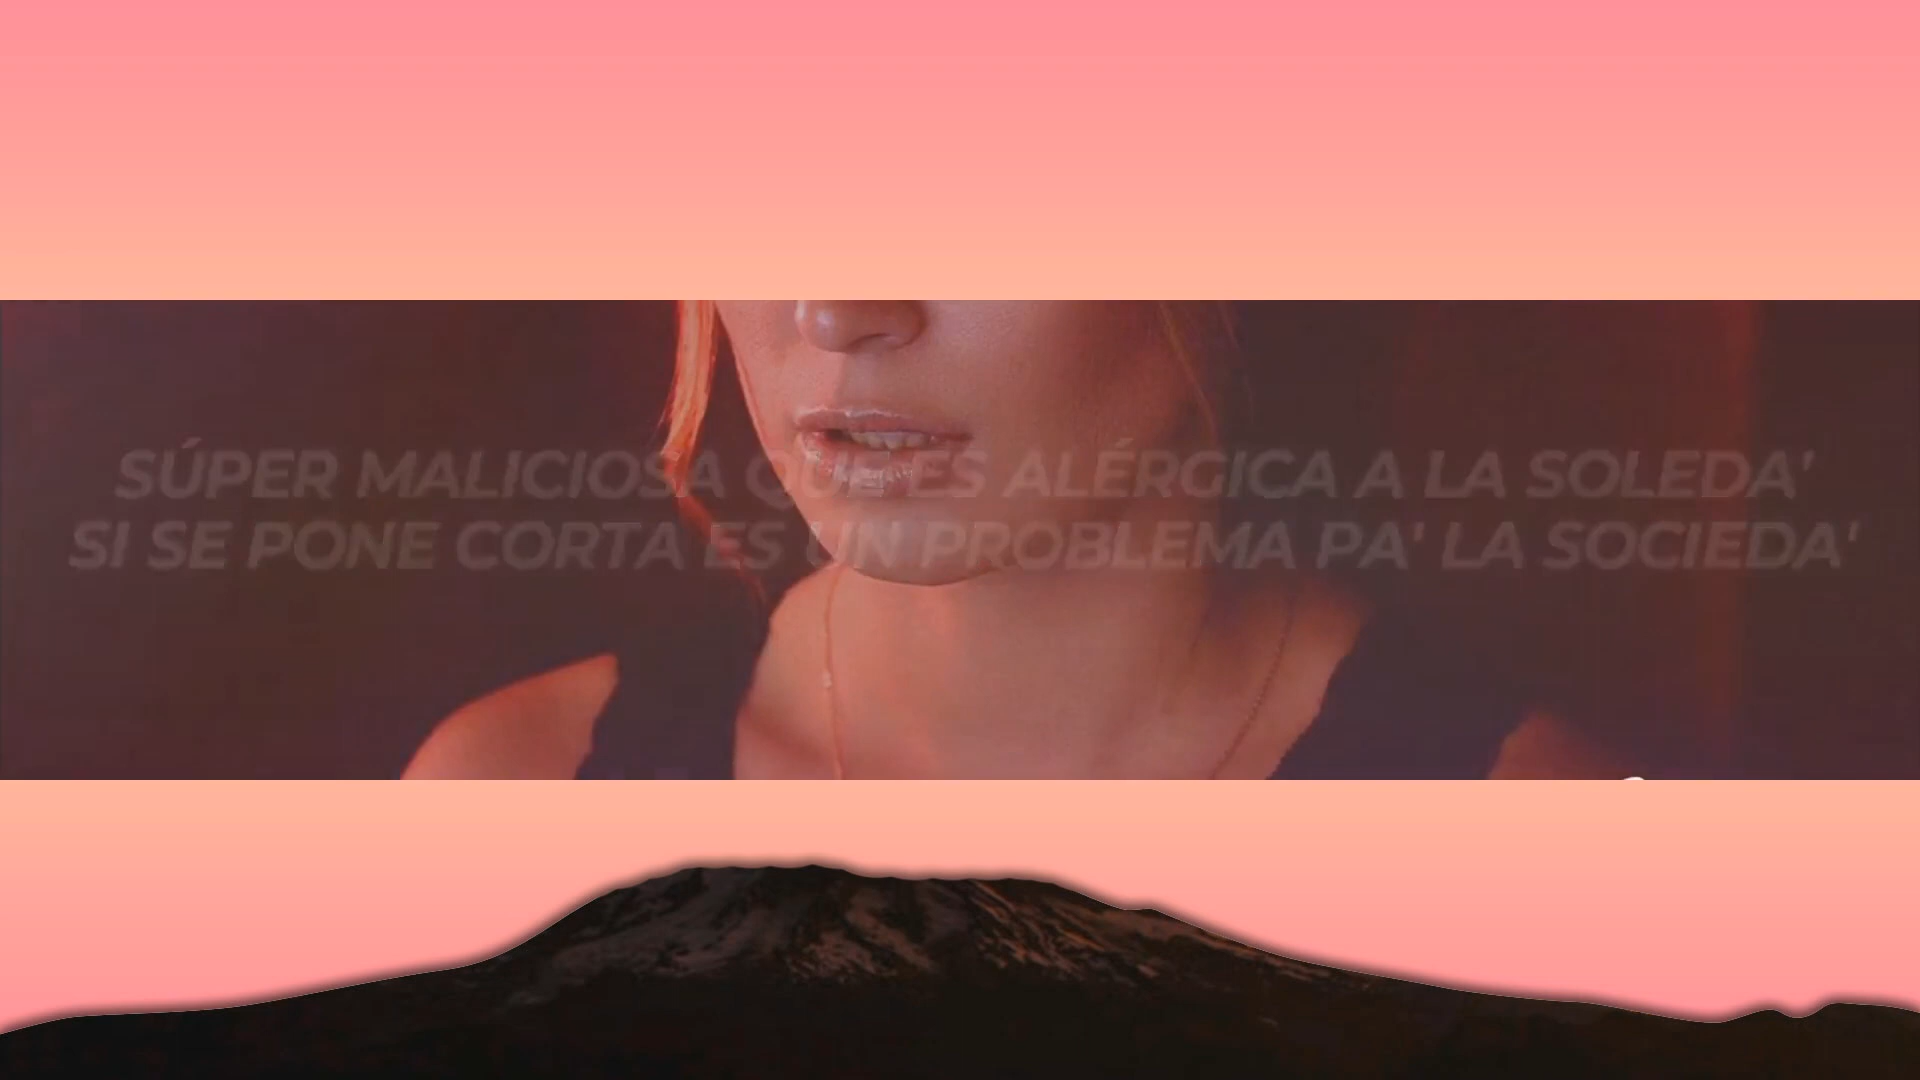 SÚPER MALICIOSA QUE ES ALÉRGICA A LA SOLEDA'
SI SE PONE CORTA ES UN PROBLEMA PA' LA SOCIEDA'